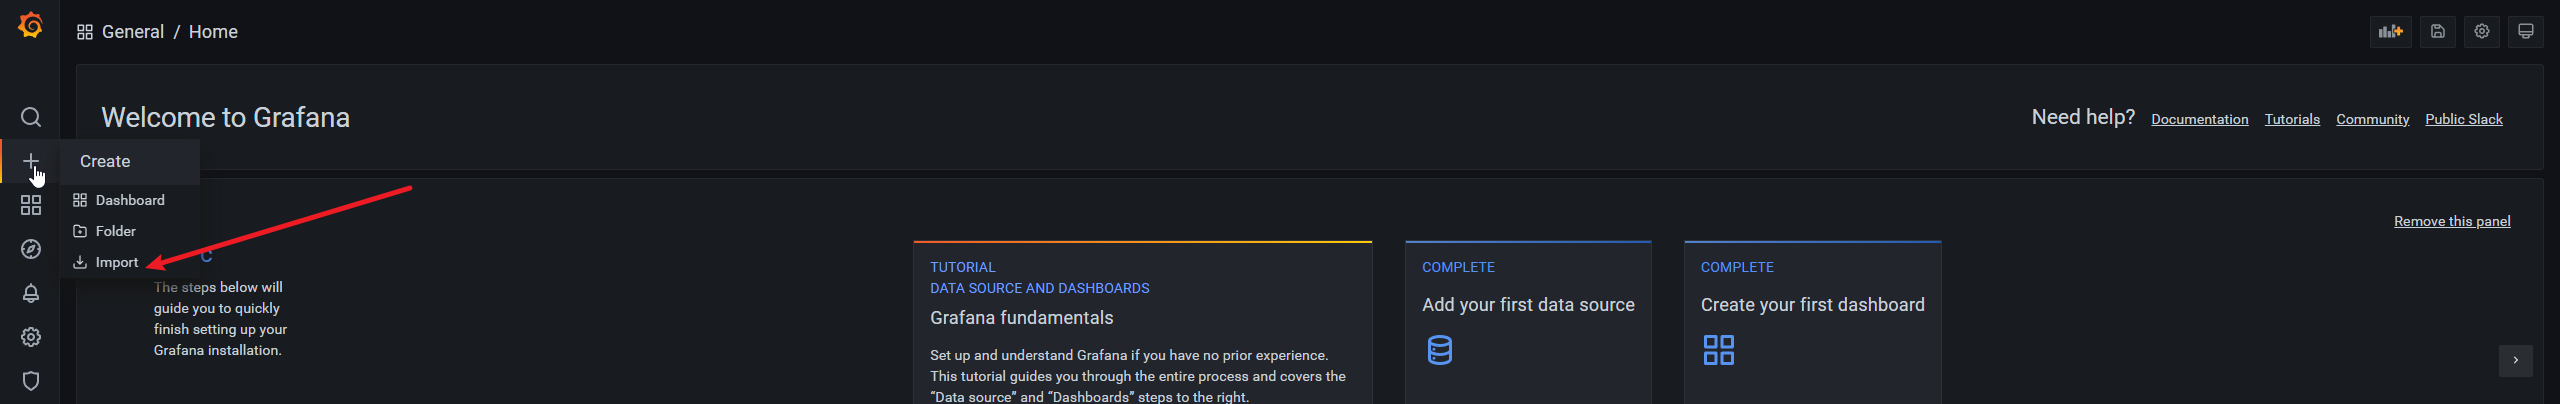 General / Home
Welcome to Grafana
Need help? Documentation Tutorials Community Public Slack
Create
Dashboard
Folder
Import
Remove this panel
C
The steps below will
guide you to quickly
finish setting up your
Grafana installation.
TUTORIAL
DATA SOURCE AND DASHBOARDS
Grafana fundamentals
Set up and understand Grafana if you have no prior experience.
This tutorial guides you through the entire process and covers the
“Data source” and “Dashboards” steps to the right.
COMPLETE
Add your first data source
COMPLETE
Create your first dashboard